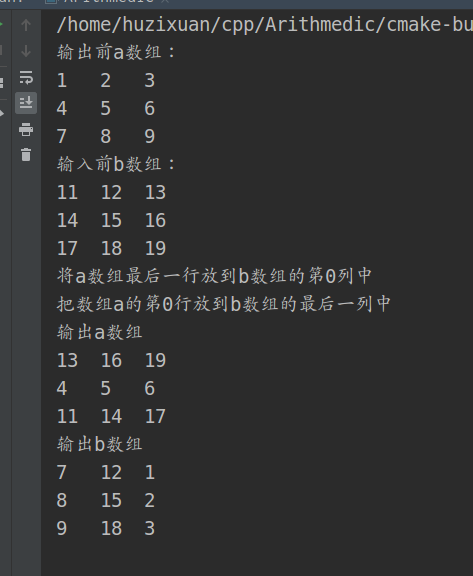 /home/huzixuan/cpp/Arithmedic/cmake-bu
输出前a数组：
1 2 3
4 5 6
7 8 9
输入前b数组：
11 12 13
14 15 16
17 18 19
将a数组最后一行放到b数组的第0列中
把数组a的第0行放到b数组的最后一列中
输出a数组
13 16 19
4 5 6
11 14 17
输出b数组
7 12 1
8 15 2
9 18 3